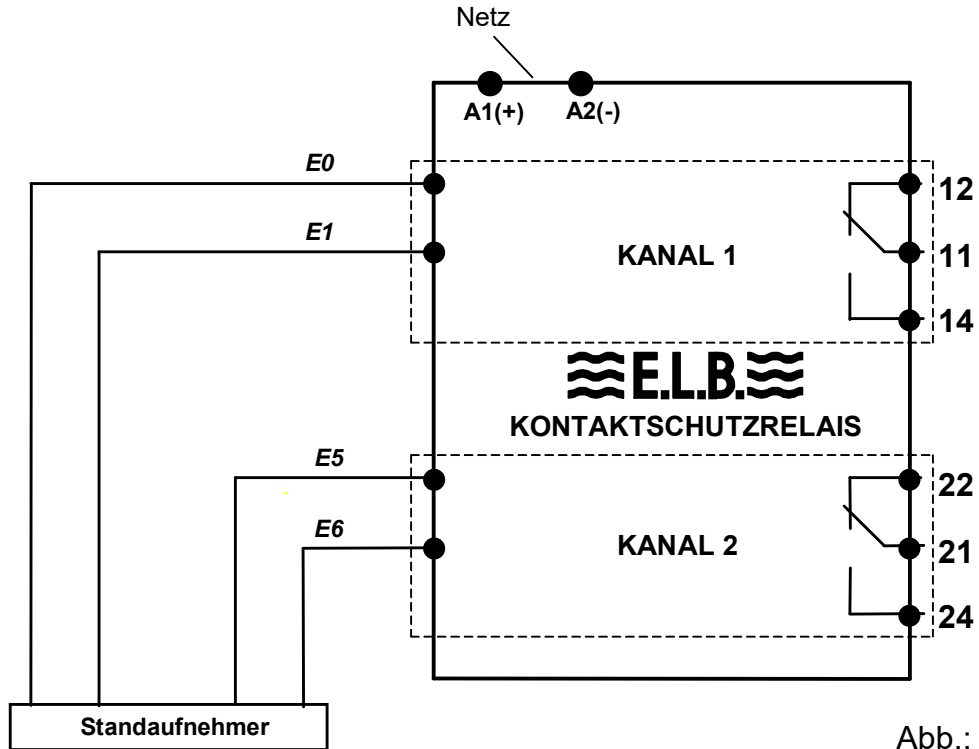 Netz
A1(+) A2(-)
E0
12
E1
KANAL 1
11
14
E.L.B.
KONTAKTSCHUTZRELAIS
E5
22
E6
KANAL 2
21
24
Standaufnehmer
Abb.: